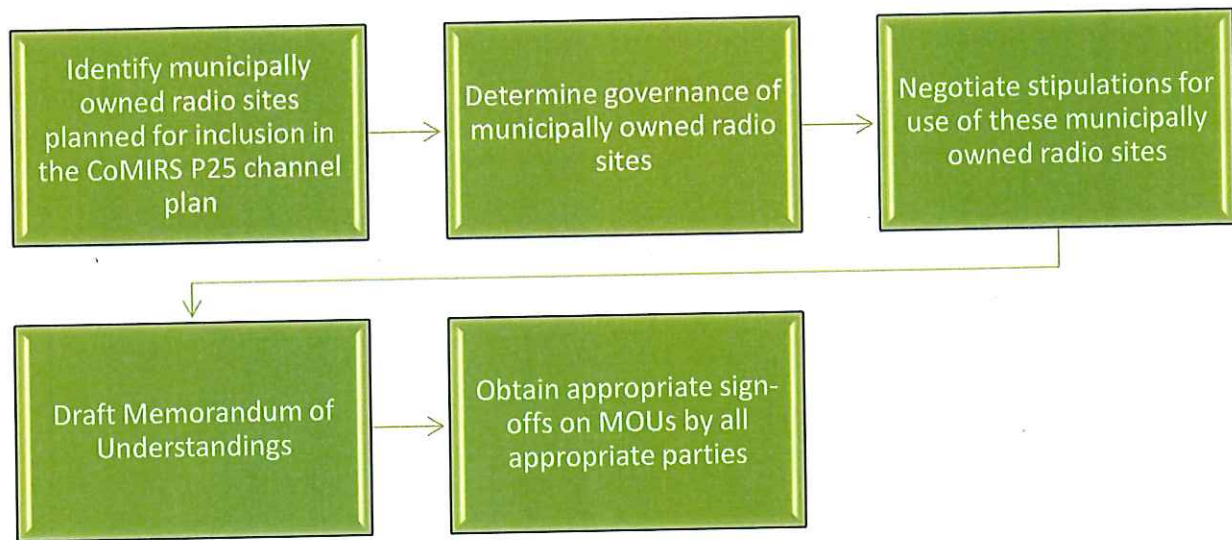 Identify municipally
owned radio sites
planned for inclusion in
the CoMIRS P25 channel
plan
Determine governance of
municipally owned radio
sites
Negotiate stipulations for
use of these municipally
owned radio sites
Draft Memorandum of
Understandings
Obtain appropriate sign-
offs on MOUs by all
appropriate parties